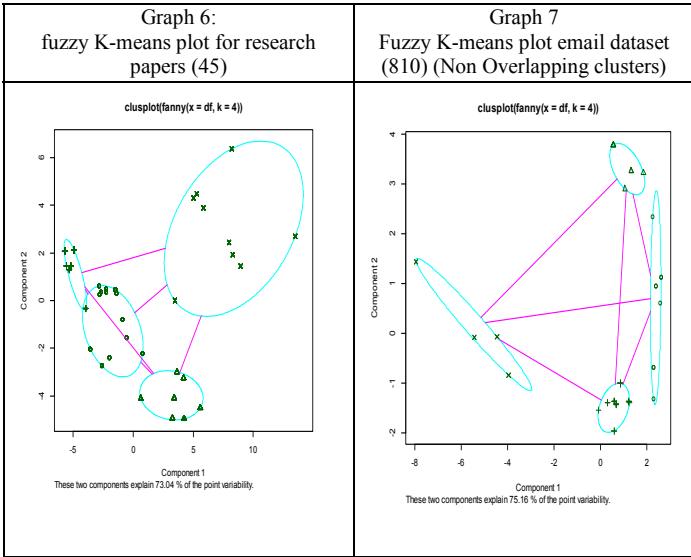 Graph 6:
fuzzy K-means plot for research
papers (45)
Graph 7
Fuzzy K-means plot email dataset
(810) (Non Overlapping clusters)
clusplot(fanny(x = df, k = 4))
Component 2
6
4
2
0
-2
-4
-5
0
5
10
Component 1
These two components explain 73.04 % of the point variability.
clusplot(fanny(x = df, k = 4))
Component 2
4
3
2
1
0
-1
-2
-8
-6
-4
-2
0
2
Component 1
These two components explain 75.16 % of the point variability.